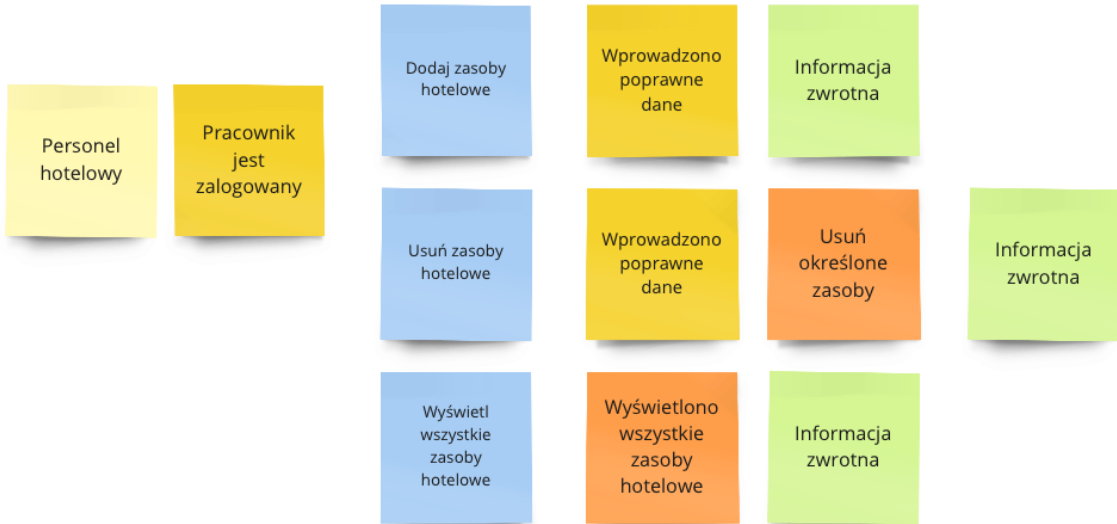 Personel
hotelowy
Pracownik
jest
zalogowany
Dodaj zasoby
hotelowe
Wprowadzono
poprawne
dane
Informacja
zwrotna
Usuń zasoby
hotelowe
Wprowadzono
poprawne
dane
Usuń
określone
zasoby
Informacja
zwrotna
Wyświetl
wszystkie
zasoby
hotelowe
Wyświetlono
wszystkie
zasoby
hotelowe
Informacja
zwrotna